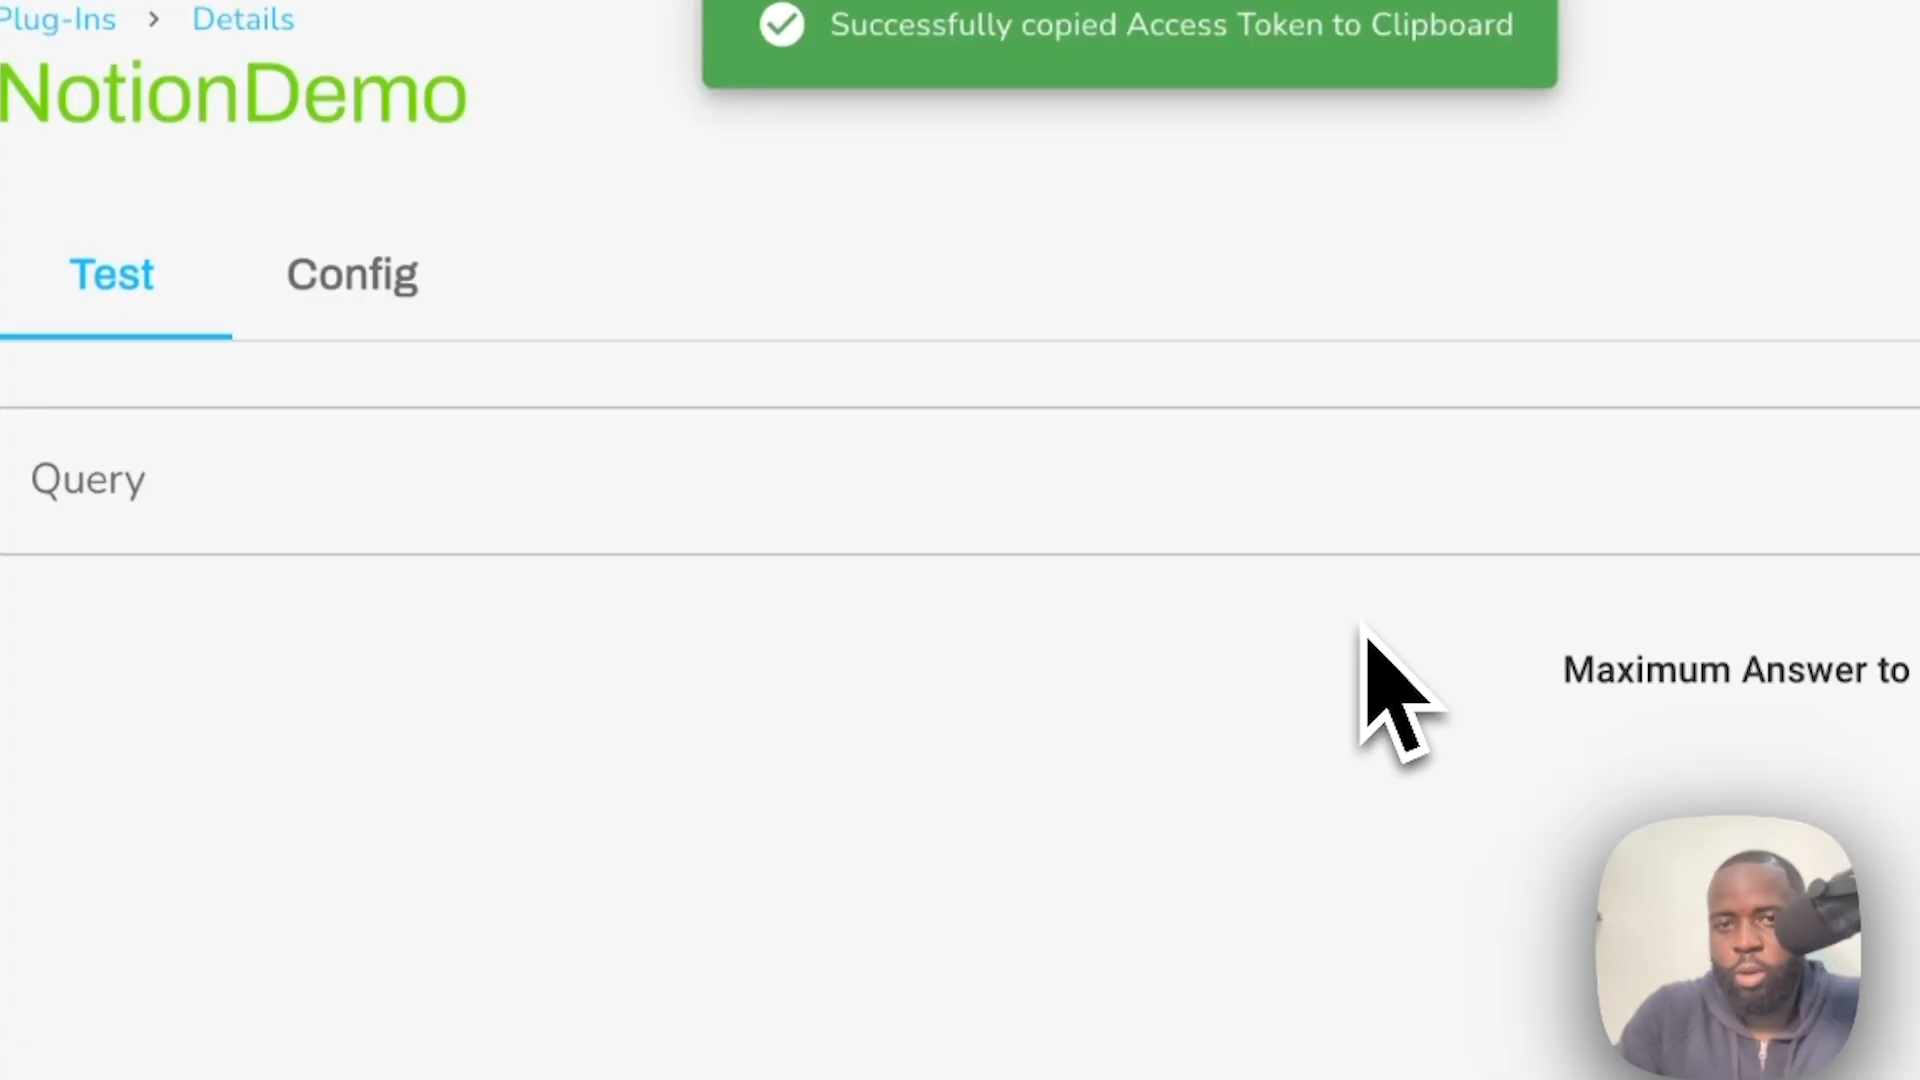 Plug-Ins > Details
Successfully copied Access Token to Clipboard
NotionDemo
Test Config
Query
Maximum Answer to